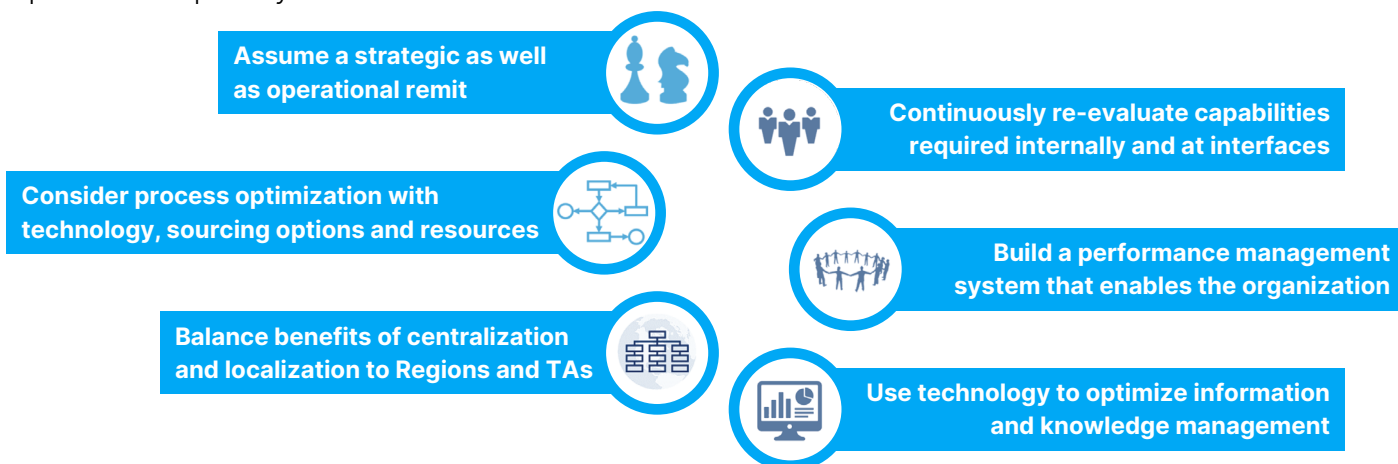 Assume a strategic as well
as operational remit
Continuously re-evaluate capabilities
required internally and at interfaces
Consider process optimization with
technology, sourcing options and resources
Build a performance management
system that enables the organization
Balance benefits of centralization
and localization to Regions and TAs
Use technology to optimize information
and knowledge management